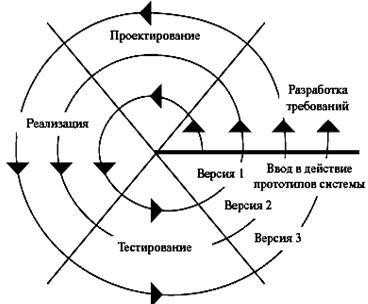 Проектирование
Разработка
требований
Реализация
Ввод в действие
прототипов системы
Версия 1
Версия 2
Версия 3
Тестирование